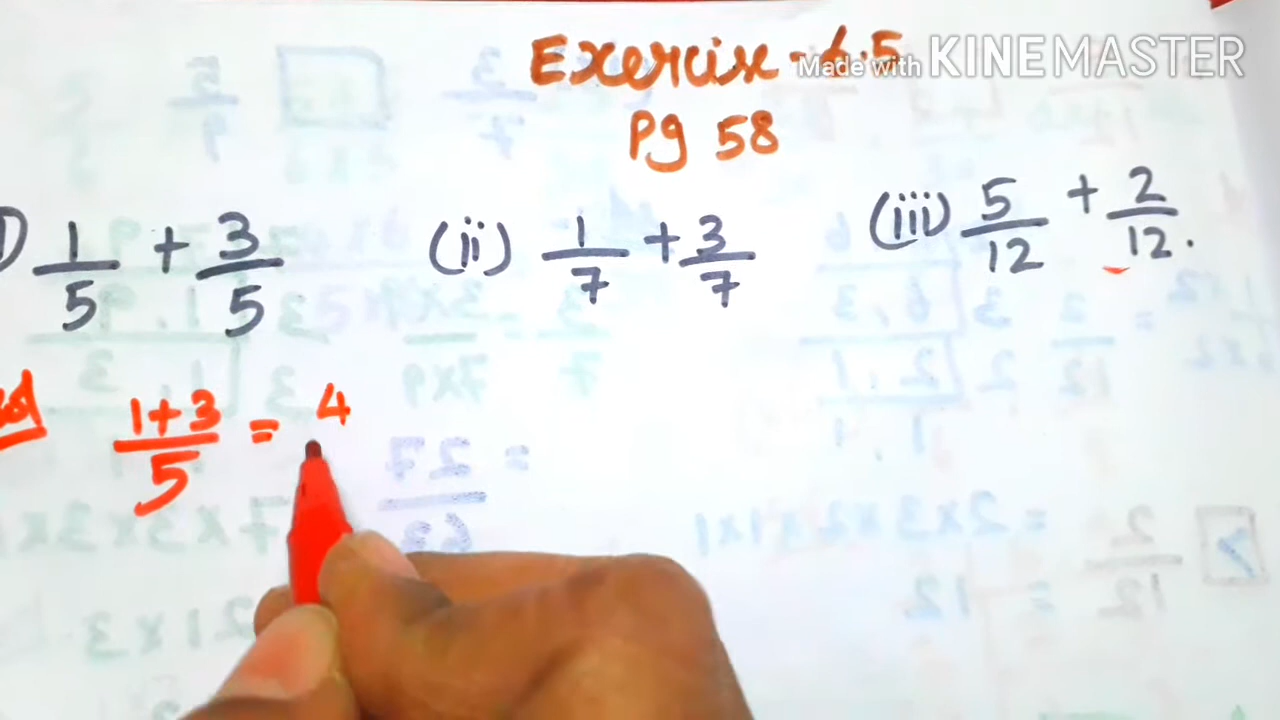 Exercise - 6.5
Made with KINEMASTER
Pg 58
1/5 + 3/5 (ii) 1/7 + 3/7 (iii) 5/12 + 2/12.
1+3/5 = 4